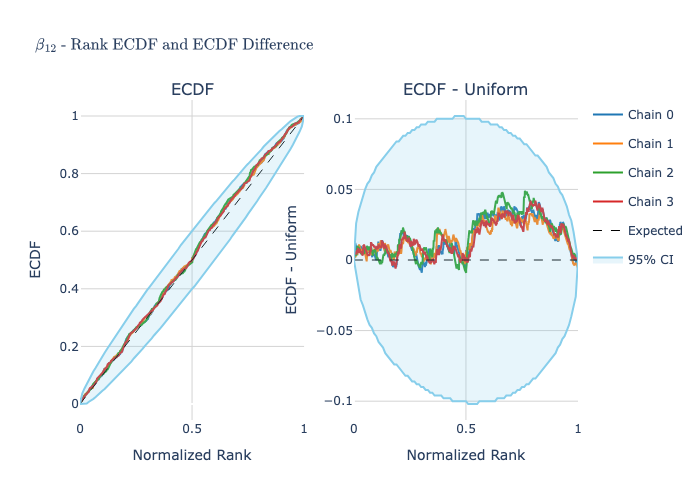 β₁₂ - Rank ECDF and ECDF Difference
ECDF
ECDF - Uniform
ECDF
1
0.8
0.6
0.4
0.2
0
0
0.5
1
Normalized Rank
ECDF - Uniform
0.1
0.05
0
−0.05
−0.1
0
0.5
1
Normalized Rank
Chain 0
Chain 1
Chain 2
Chain 3
Expected
95% CI